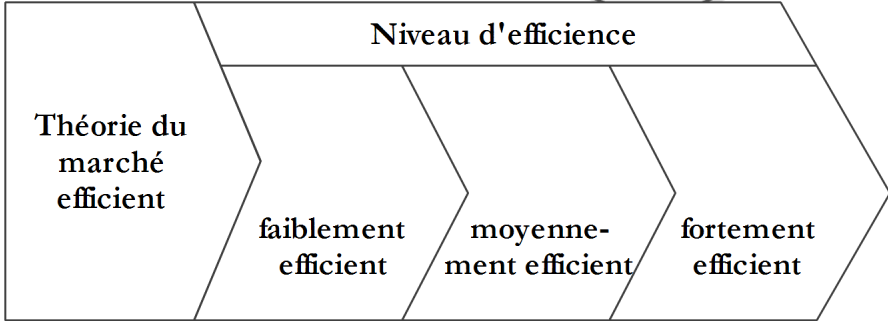 Niveau d'efficience
Théorie du
marché
efficient
faiblement
efficient
moyenne-
ment efficient
fortement
efficient